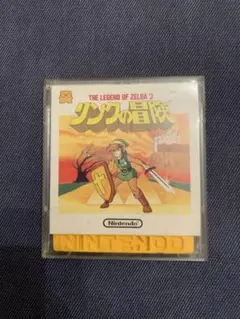 THE LEGEND OF ZELDA 2
リンクの冒険
Nintendo
NINTENDO